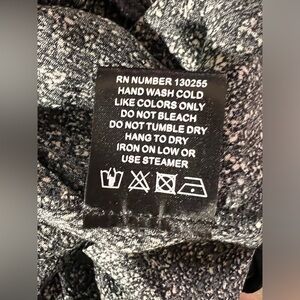 RN NUMBER 130255
HAND WASH COLD
LIKE COLORS ONLY
DO NOT BLEACH
DO NOT TUMBLE DRY
HANG TO DRY
IRON ON LOW OR
USE STEAMER